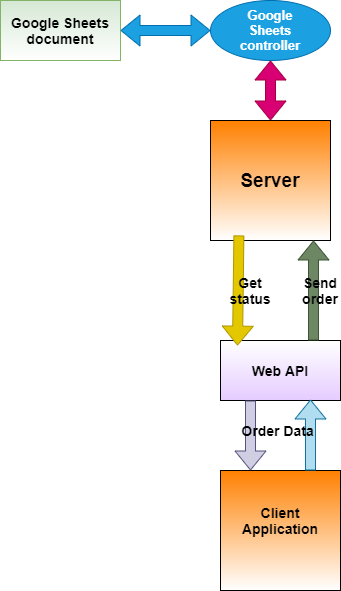 Google Sheets
document
Google
Sheets
controller
Server
Get
status
Send
order
Web API
Order Data
Client
Application